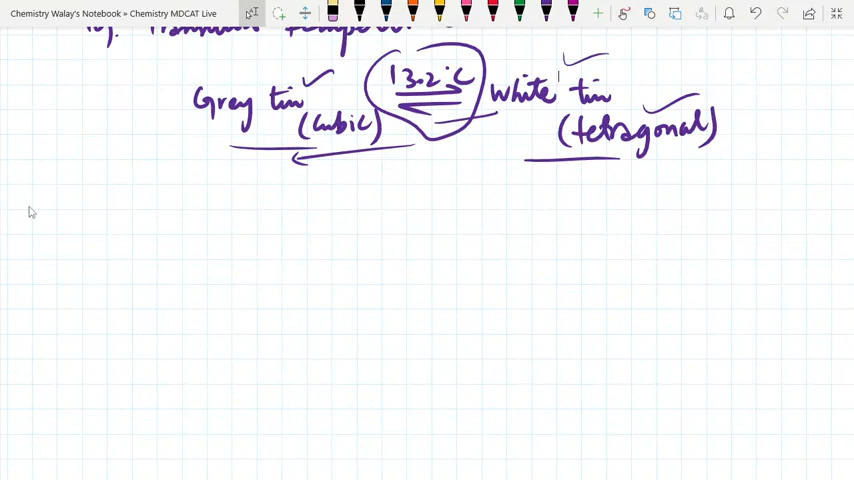 Chemistry Walay's Notebook » Chemistry MDCAT Live
Grey tin 13.2°C White tin
(Cubic) (tetragonal)